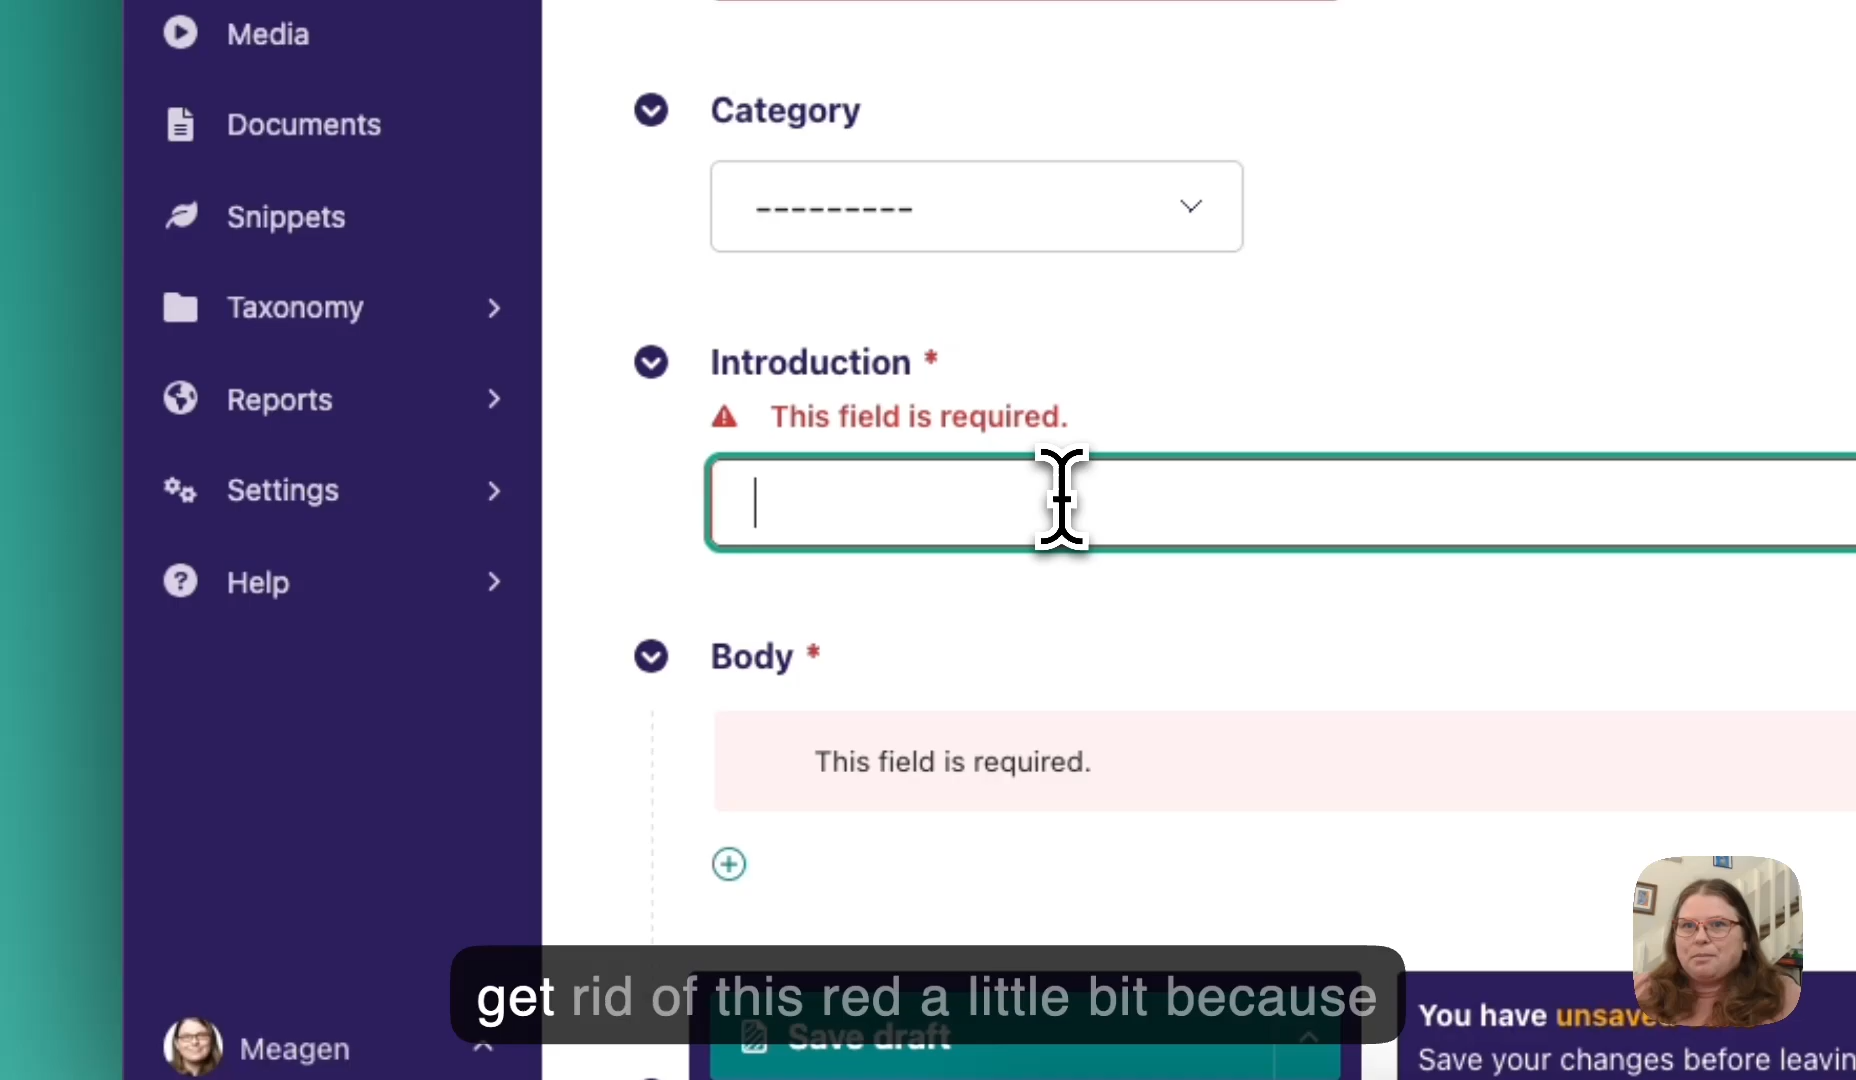 Media
Documents
Snippets
Taxonomy
Reports
Settings
Help
Meagen
Category
---------
Introduction *
This field is required.
Body *
This field is required.
get rid of this red a little bit because
Save draft
You have unsave
Save your changes before leavin